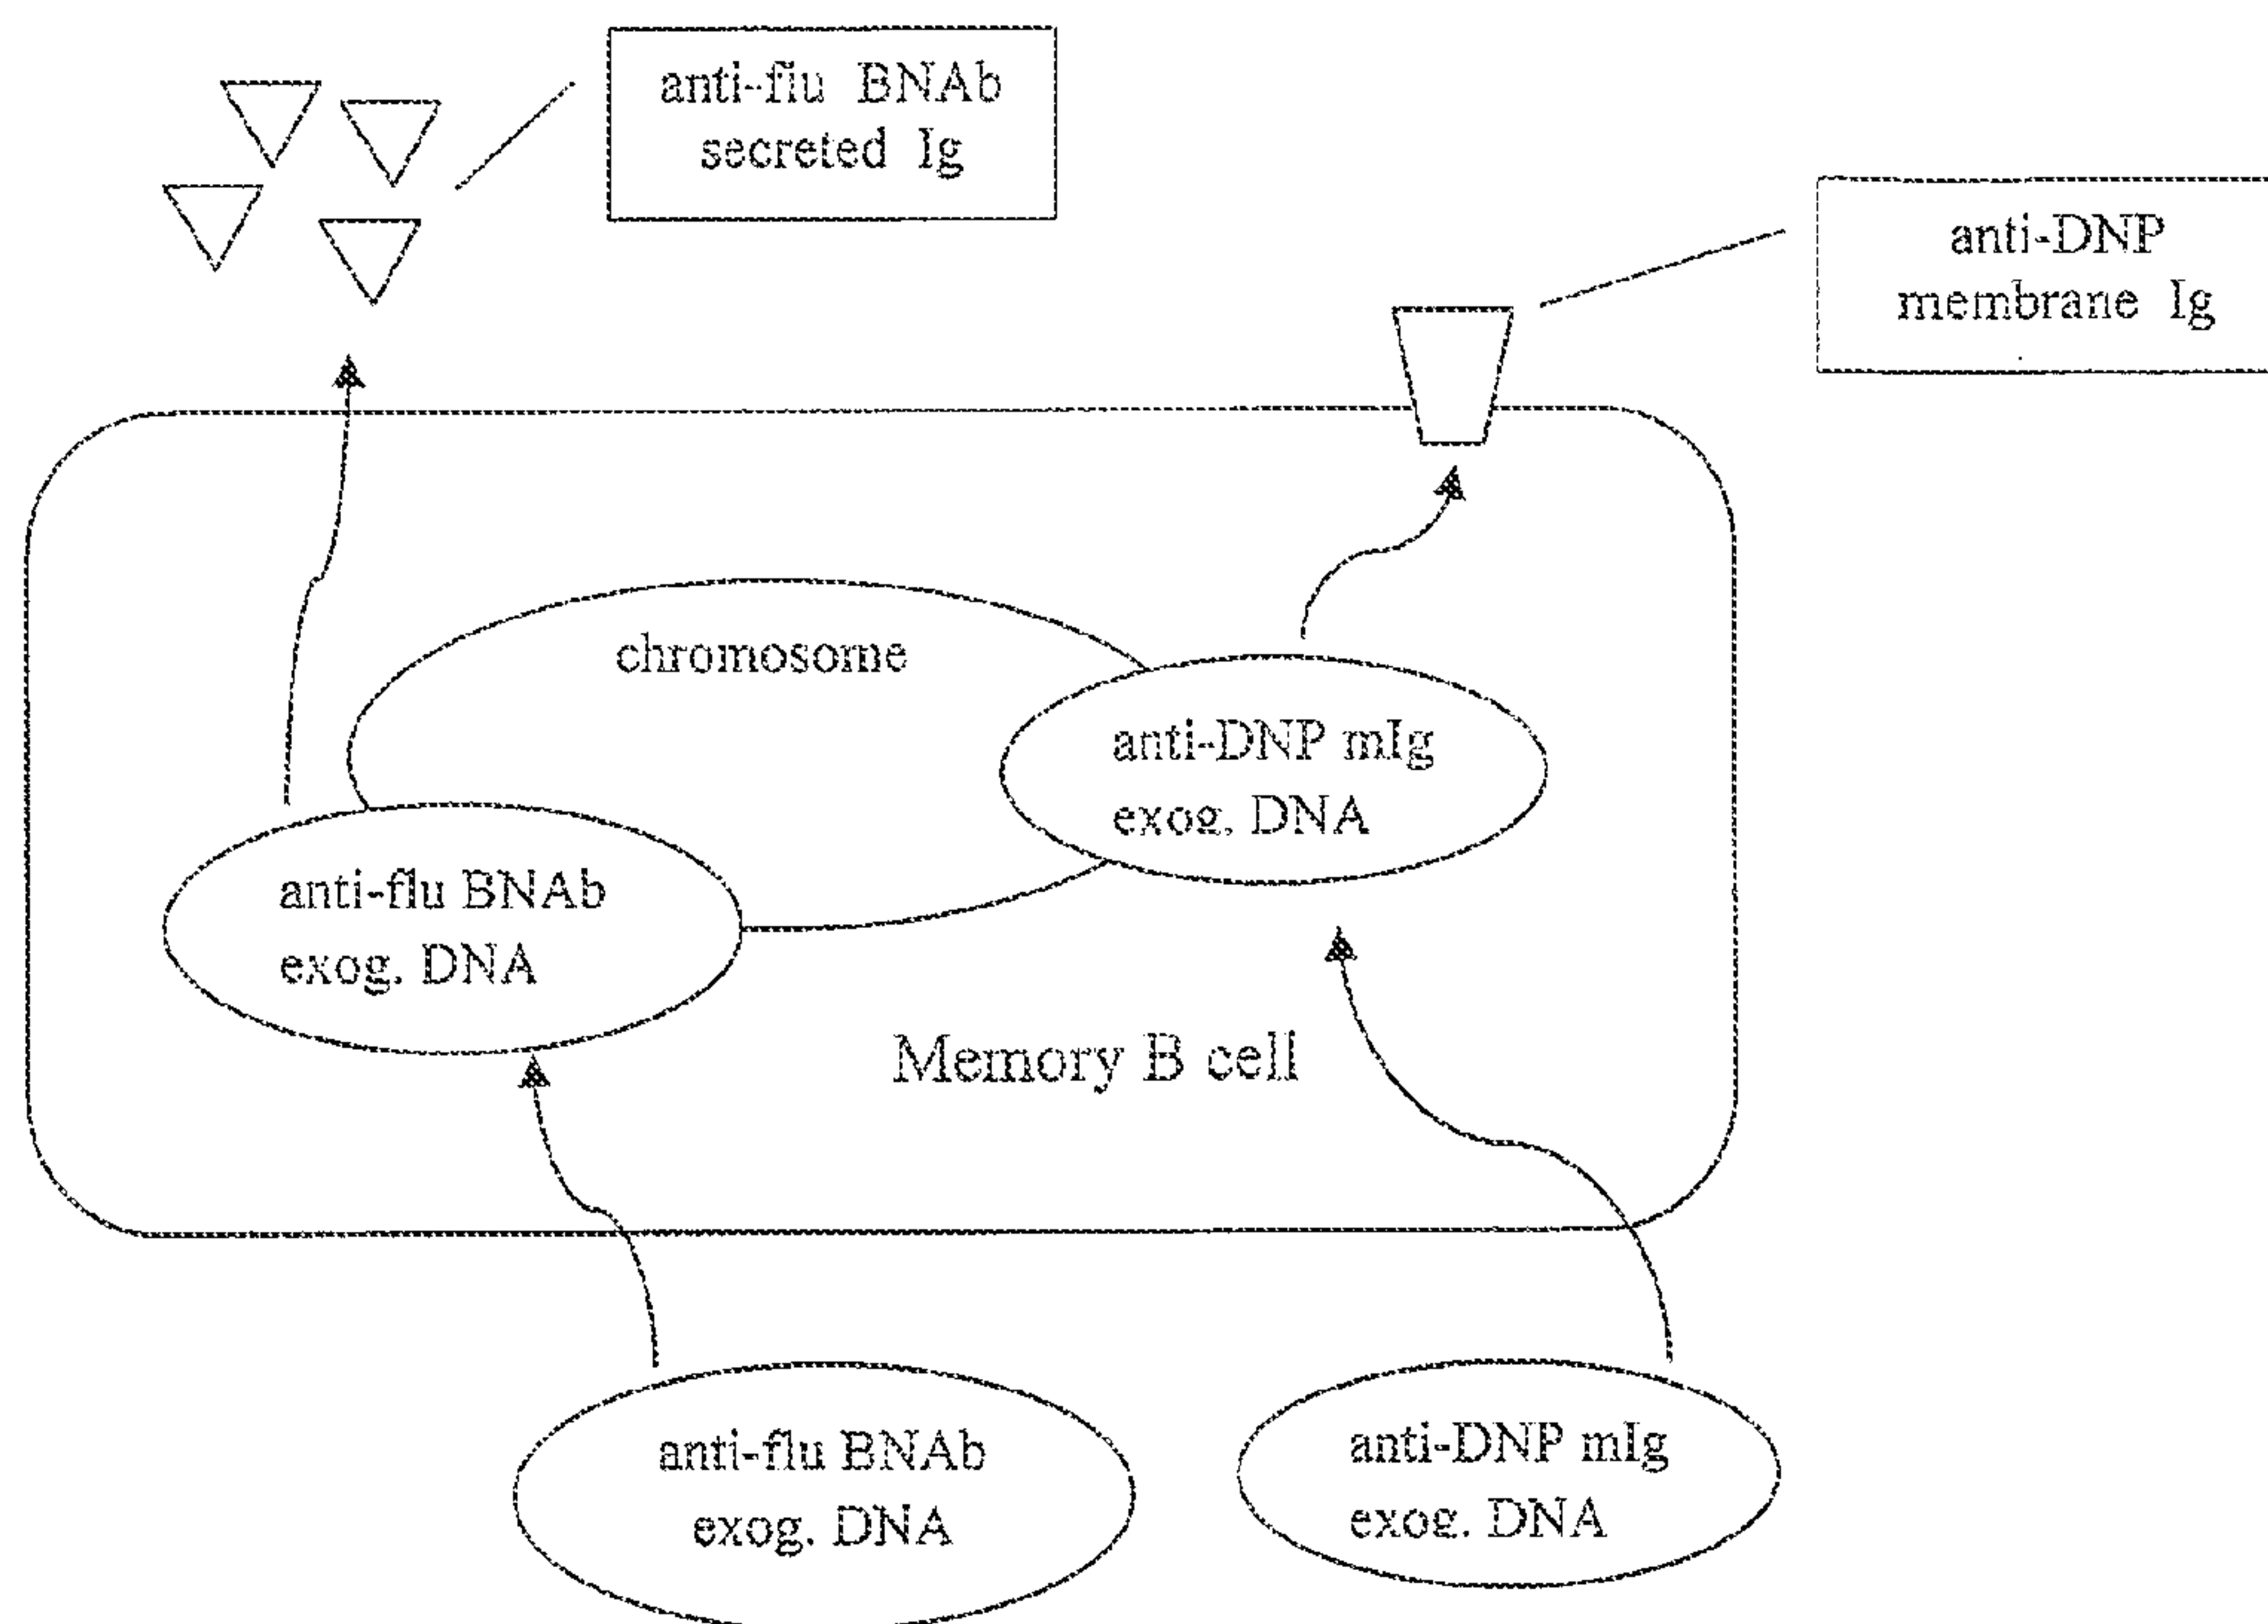 anti-flu BNAb
secreted Ig
anti-DNP
membrane Ig
chromosome
anti-DNP mIg
exog. DNA
anti-flu BNAb
exog. DNA
Memory B cell
anti-flu BNAb
exog. DNA
anti-DNP mIg
exog. DNA